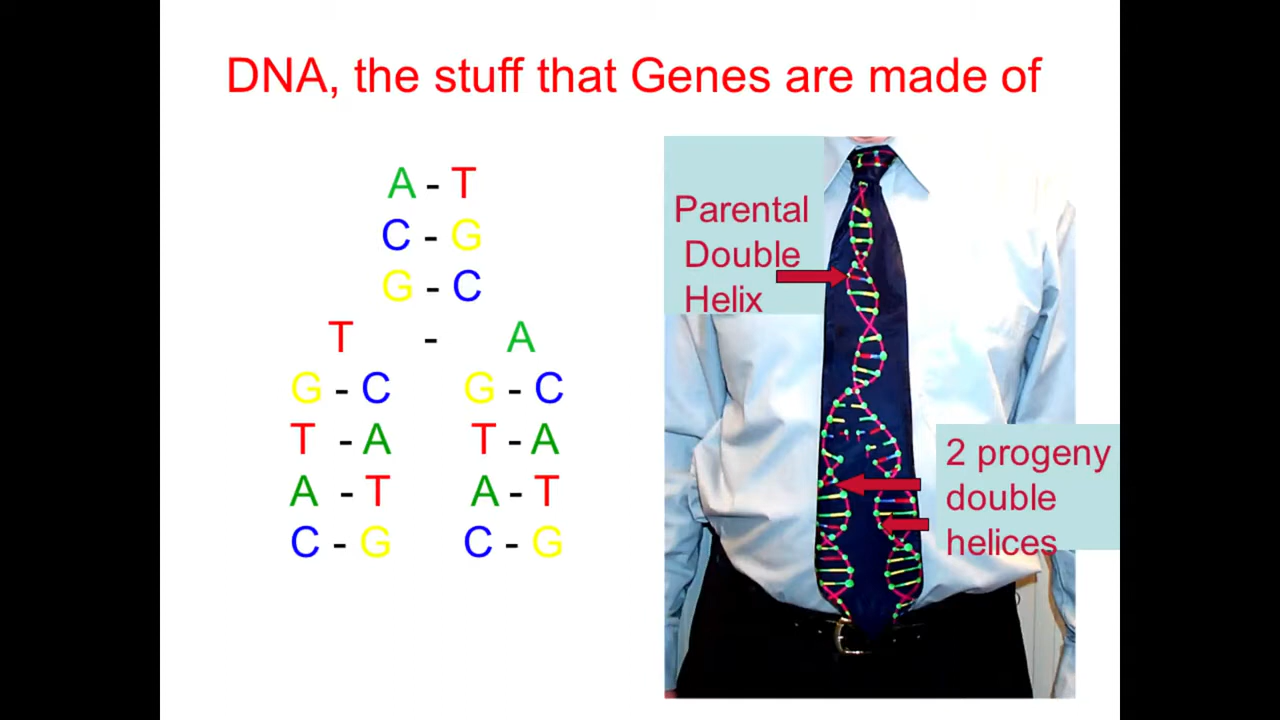 DNA, the stuff that Genes are made of
A - T
C - G
G - C
T - A
G - C G - C
T - A T - A
A - T A - T
C - G C - G
Parental
Double
Helix
2 progeny
double
helices